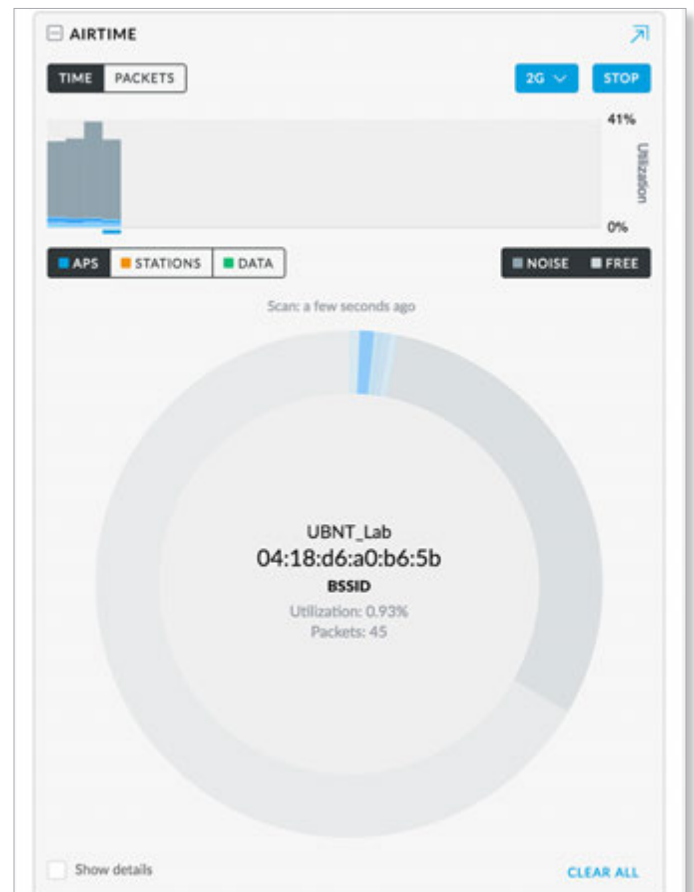 AIRTIME
TIME PACKETS 2G STOP
41%
Utilization
0%
APS STATIONS DATA NOISE FREE
Scan: a few seconds ago
UBNT_Lab
04:18:d6:a0:b6:5b
BSSID
Utilization: 0.93%
Packets: 45
Show details CLEAR ALL